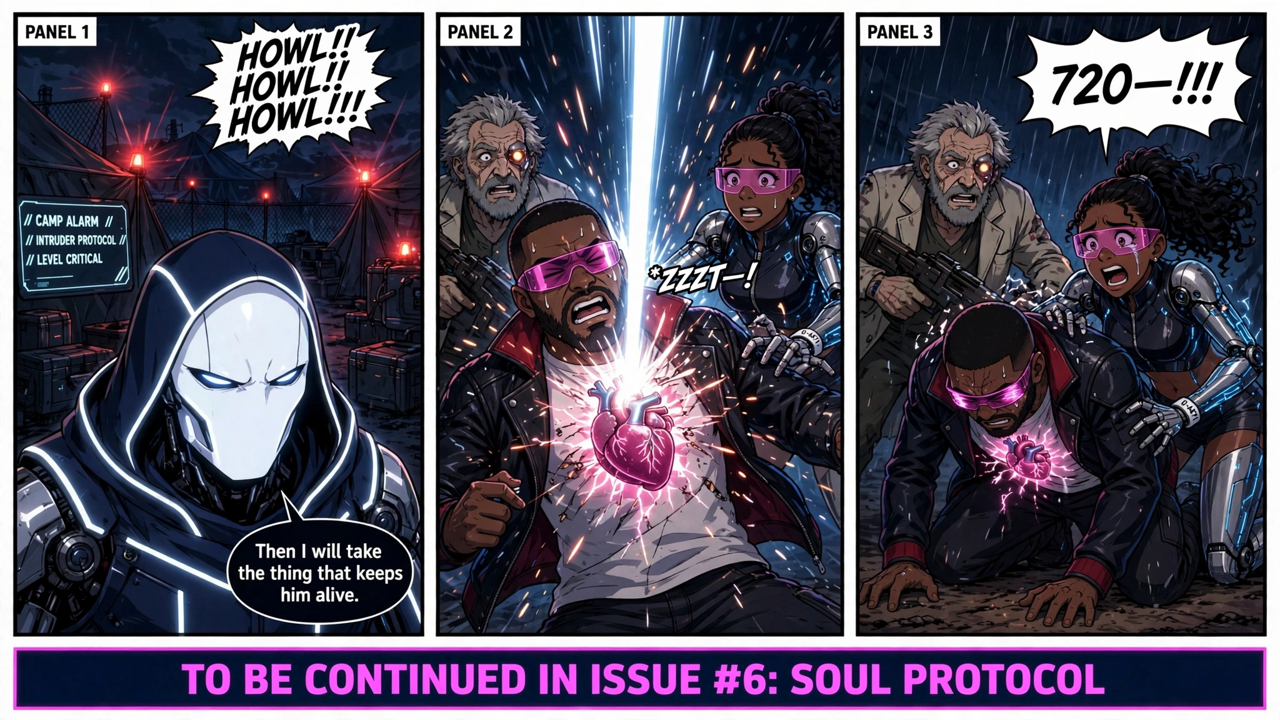 PANEL 1
HOWL!!
HOWL!!
HOWL!!!
// CAMP ALARM //
// INTRUDER PROTOCOL //
// LEVEL CRITICAL
Then I will take
the thing that keeps
him alive.
PANEL 2
*ZZZT—!
PANEL 3
720—!!!
TO BE CONTINUED IN ISSUE #6: SOUL PROTOCOL